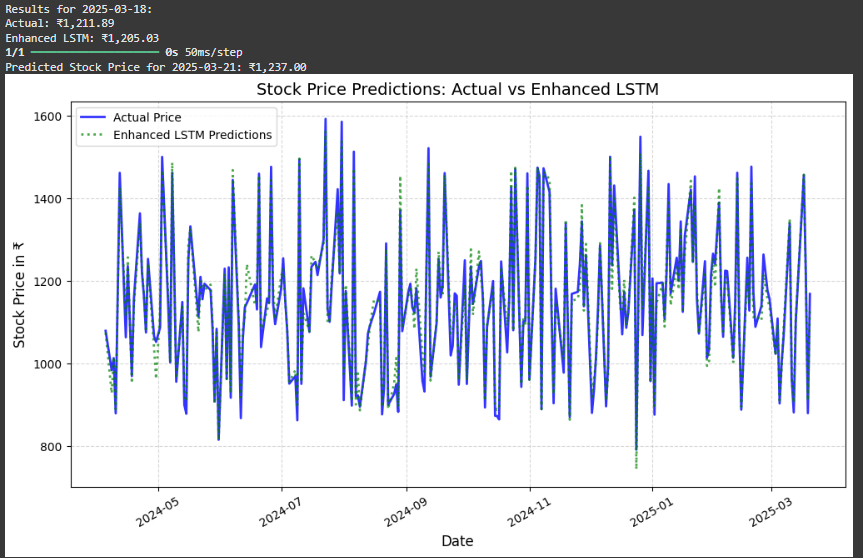 Results for 2025-03-18:
Actual: ₹1,211.89
Enhanced LSTM: ₹1,205.03
1/1 0s 50ms/step
Predicted Stock Price for 2025-03-21: ₹1,237.00
Stock Price Predictions: Actual vs Enhanced LSTM
Actual Price
Enhanced LSTM Predictions
Stock Price in ₹
1600
1400
1200
1000
800
2024-05
2024-07
2024-09
2024-11
2025-01
2025-03
Date